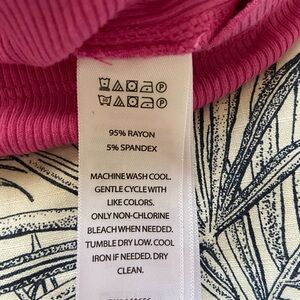 95% RAYON
5% SPANDEX
MACHINE WASH COOL.
GENTLE CYCLE WITH
LIKE COLORS.
ONLY NON-CHLORINE
BLEACH WHEN NEEDED.
TUMBLE DRY LOW. COOL
IRON IF NEEDED. DRY
CLEAN.